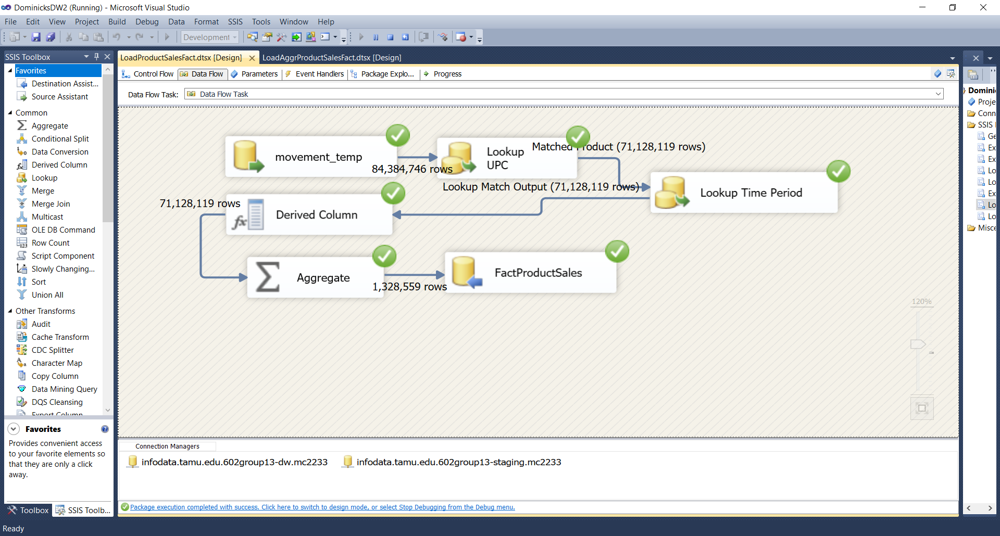 DominicksDW2 (Running) - Microsoft Visual Studio
File Edit View Project Build Debug Data Format SSIS Tools Window Help
Development
SSIS Toolbox
LoadProductSalesFact.dtsx [Design]
LoadAggrProductSalesFact.dtsx [Design]
Favorites
Destination Assist...
Source Assistant
Common
Aggregate
Conditional Split
Data Conversion
Derived Column
Lookup
Merge
Merge Join
Multicast
OLE DB Command
Row Count
Script Component
Slowly Changing...
Sort
Union All
Other Transforms
Audit
Cache Transform
CDC Splitter
Character Map
Copy Column
Data Mining Query
DQS Cleansing
Export Column
Favorites
Provides convenient access
to your favorite elements so
that they are only a click
away.
Toolbox
SSIS Toolb...
Control Flow
Data Flow
Parameters
Event Handlers
Package Explo...
Progress
Data Flow Task:
Data Flow Task
movement_temp
84,384,746 rows
Lookup
UPC
Matched Product (71,128,119 rows)
Lookup Time Period
Lookup Match Output (71,128,119 rows)
Derived Column
71,128,119 rows
Aggregate
1,328,559 rows
FactProductSales
120%
Connection Managers
infodata.tamu.edu.602group13-dw.mc2233
infodata.tamu.edu.602group13-staging.mc2233
Package execution completed with success. Click here to switch to design mode, or select Stop Debugging from the Debug menu.
Domini
Proje
Conn
SSIS
Ge
Ex
Ex
Lo
Lo
Ex
Lo
Lo
Misce
Ready